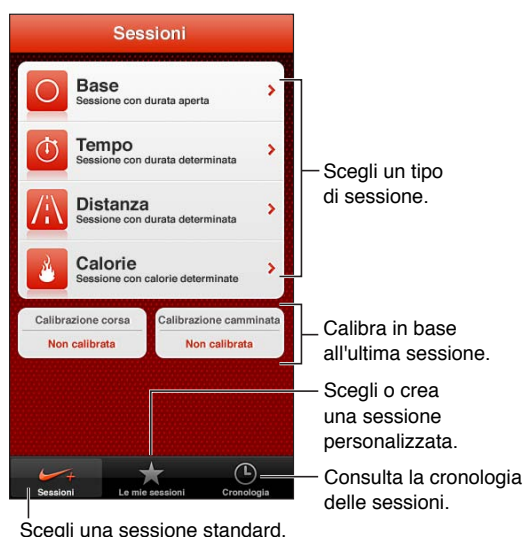 Sessioni
Base
Sessione con durata aperta
Tempo
Sessione con durata determinata
Distanza
Sessione con durata determinata
Calorie
Sessione con calorie determinate
Scegli un tipo
di sessione.
Calibrazione corsa
Non calibrata
Calibrazione camminata
Non calibrata
Calibra in base
all'ultima sessione.
Scegli o crea
una sessione
personalizzata.
Sessioni
Le mie sessioni
Cronologia
Consulta la cronologia
delle sessioni.
Scegli una sessione standard.